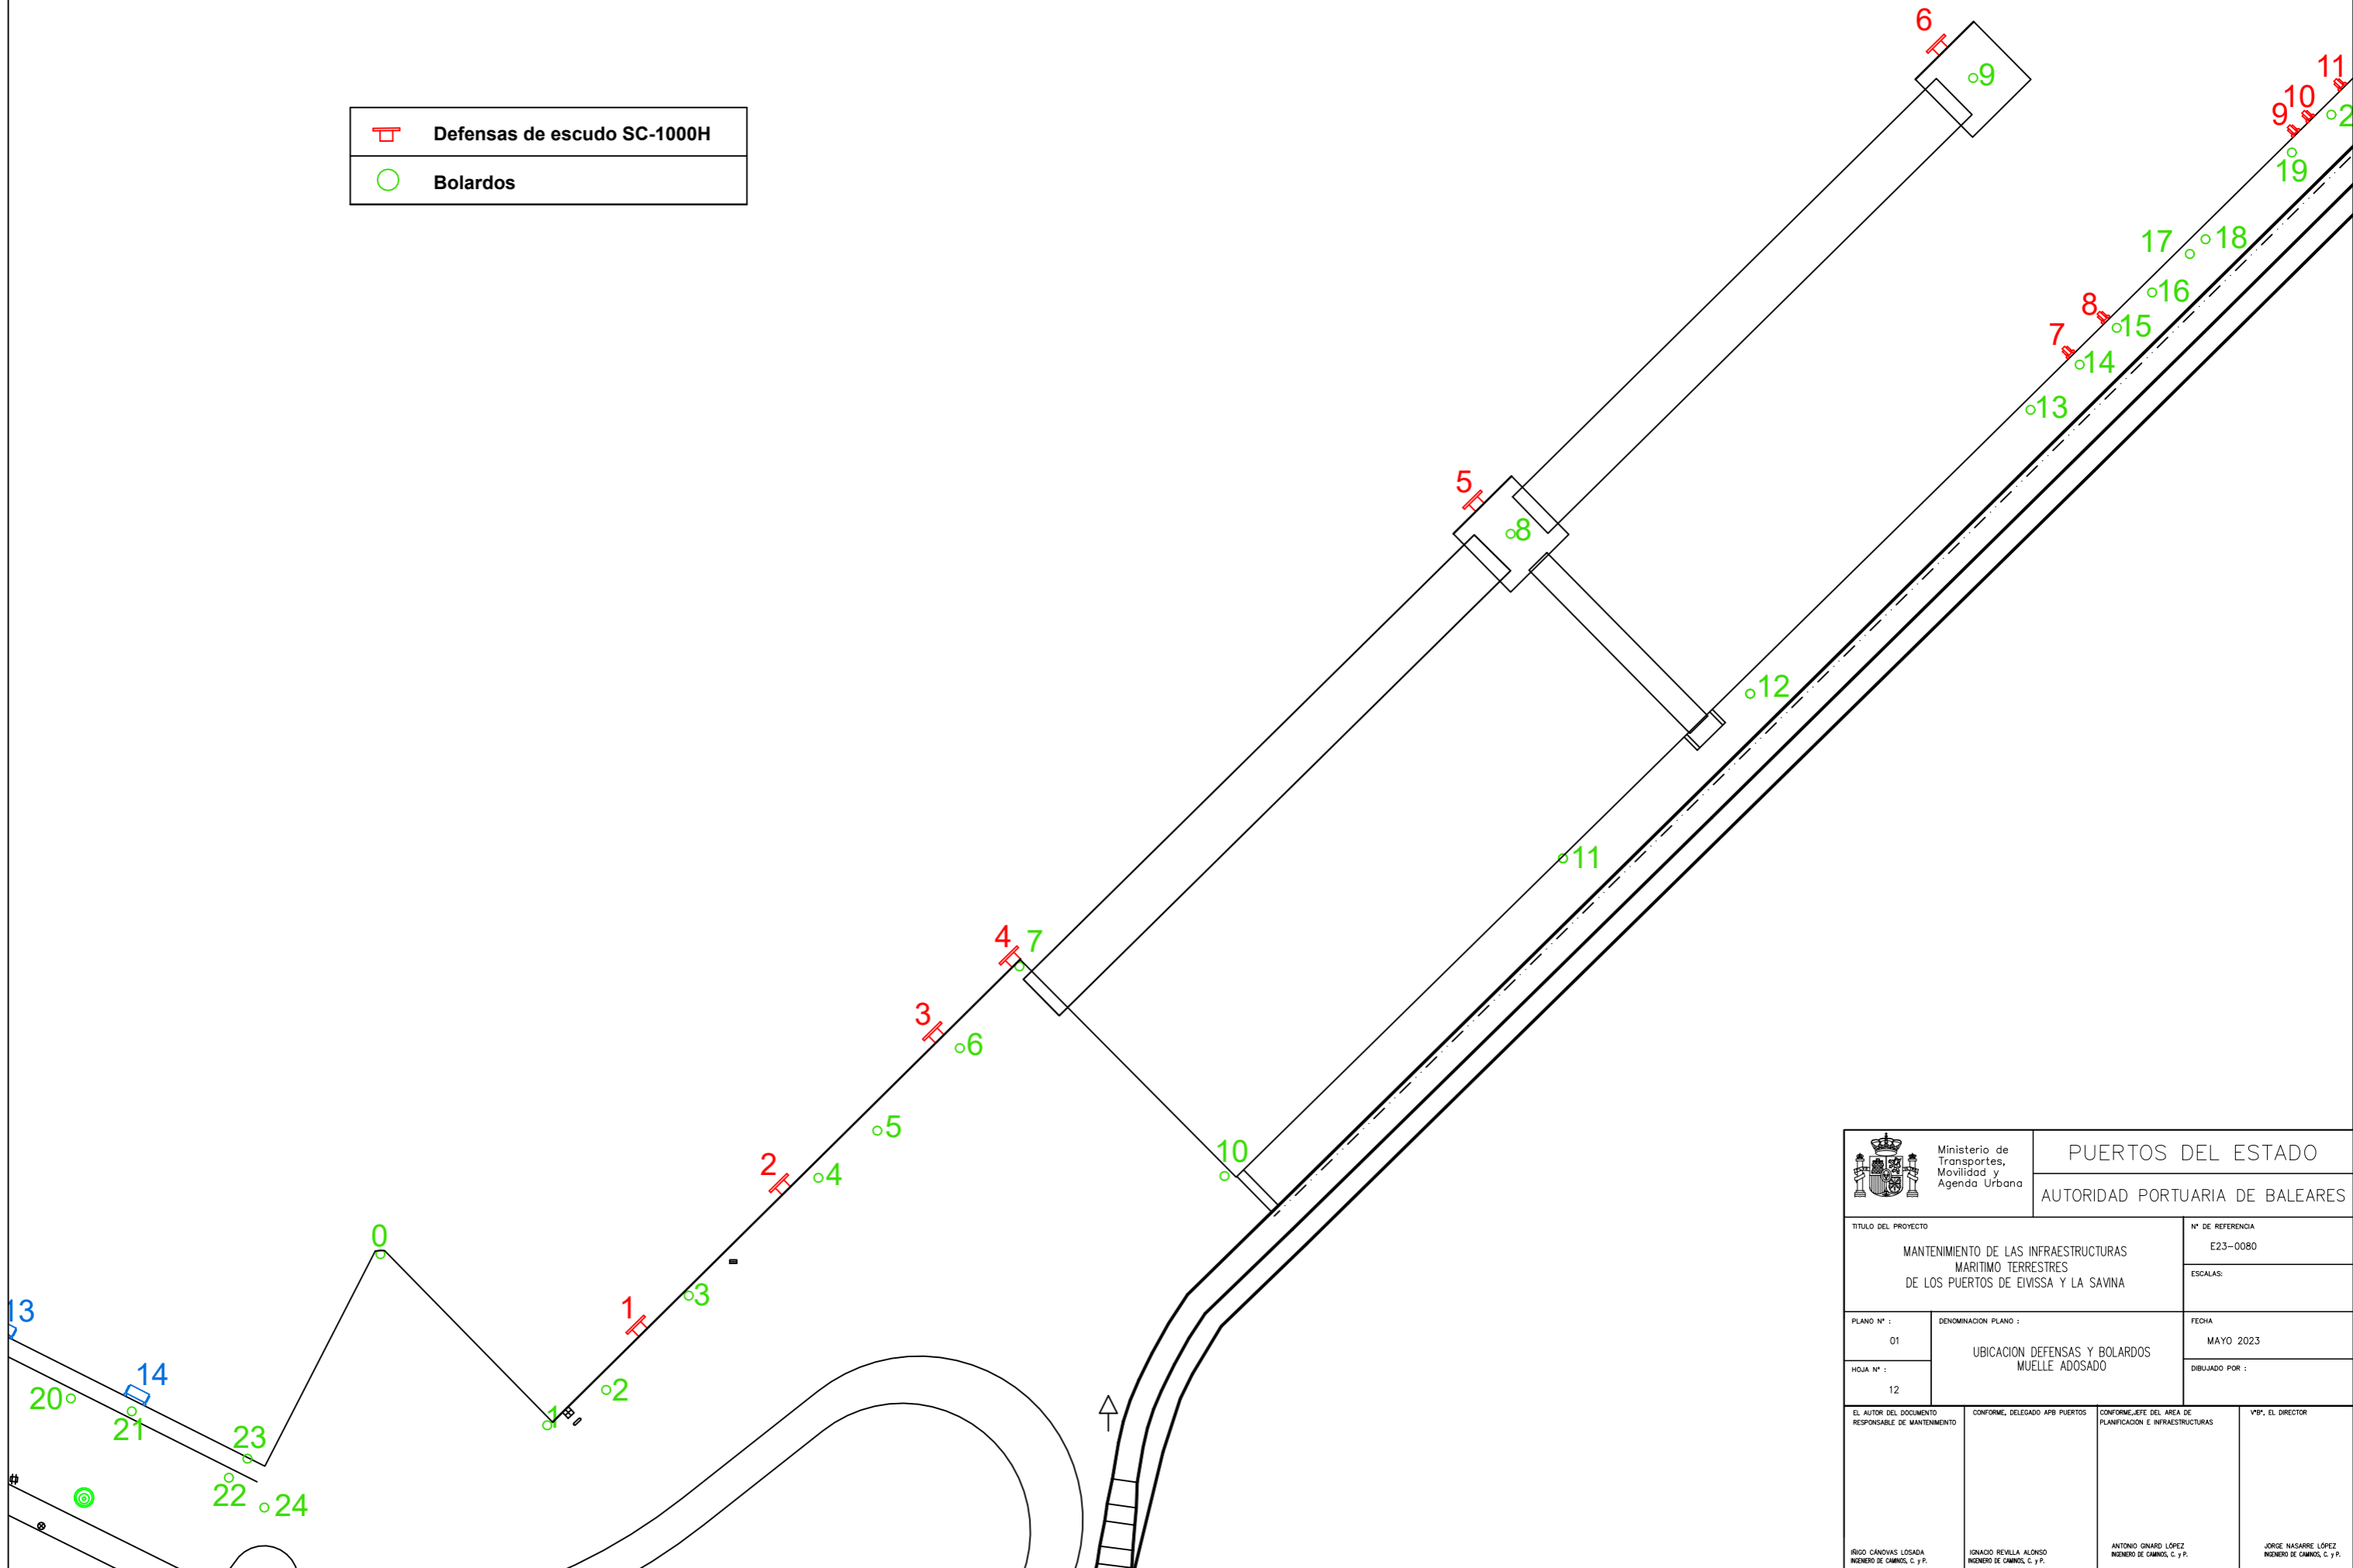 6
9
11
10
9
2
19
Defensas de escudo SC-1000H
Bolardos
17
18
16
8
15
7
14
13
5
8
12
11
4
7
3
6
5
10
2
4
0
3
1
2
1
13
14
20
21
23
22
24
Ministerio de
Transportes,
Movilidad y
Agenda Urbana
PUERTOS DEL ESTADO
AUTORIDAD PORTUARIA DE BALEARES
TITULO DEL PROYECTO
MANTENIMIENTO DE LAS INFRAESTRUCTURAS
MARITIMO TERRESTRES
DE LOS PUERTOS DE EIVISSA Y LA SAVINA
Nº DE REFERENCIA
E23-0080
ESCALAS:
PLANO Nº :
01
HOJA Nº :
12
DENOMINACION PLANO :
UBICACION DEFENSAS Y BOLARDOS
MUELLE ADOSADO
FECHA
MAYO 2023
DIBUJADO POR :
EL AUTOR DEL DOCUMENTO
RESPONSABLE DE MANTENIMEINTO
CONFORME, DELEGADO APB PUERTOS
CONFORME,JEFE DEL AREA DE
PLANIFICACION E INFRAESTRUCTURAS
VºBº, EL DIRECTOR
IÑIGO CÁNOVAS LOSADA
INGENIERO DE CAMINOS, C. y P.
IGNACIO REVILLA ALONSO
INGENIERO DE CAMINOS, C. y P.
ANTONIO GINARD LÓPEZ
INGENIERO DE CAMINOS, C. y P.
JORGE NASARRE LÓPEZ
INGENIERO DE CAMINOS, C. y P.